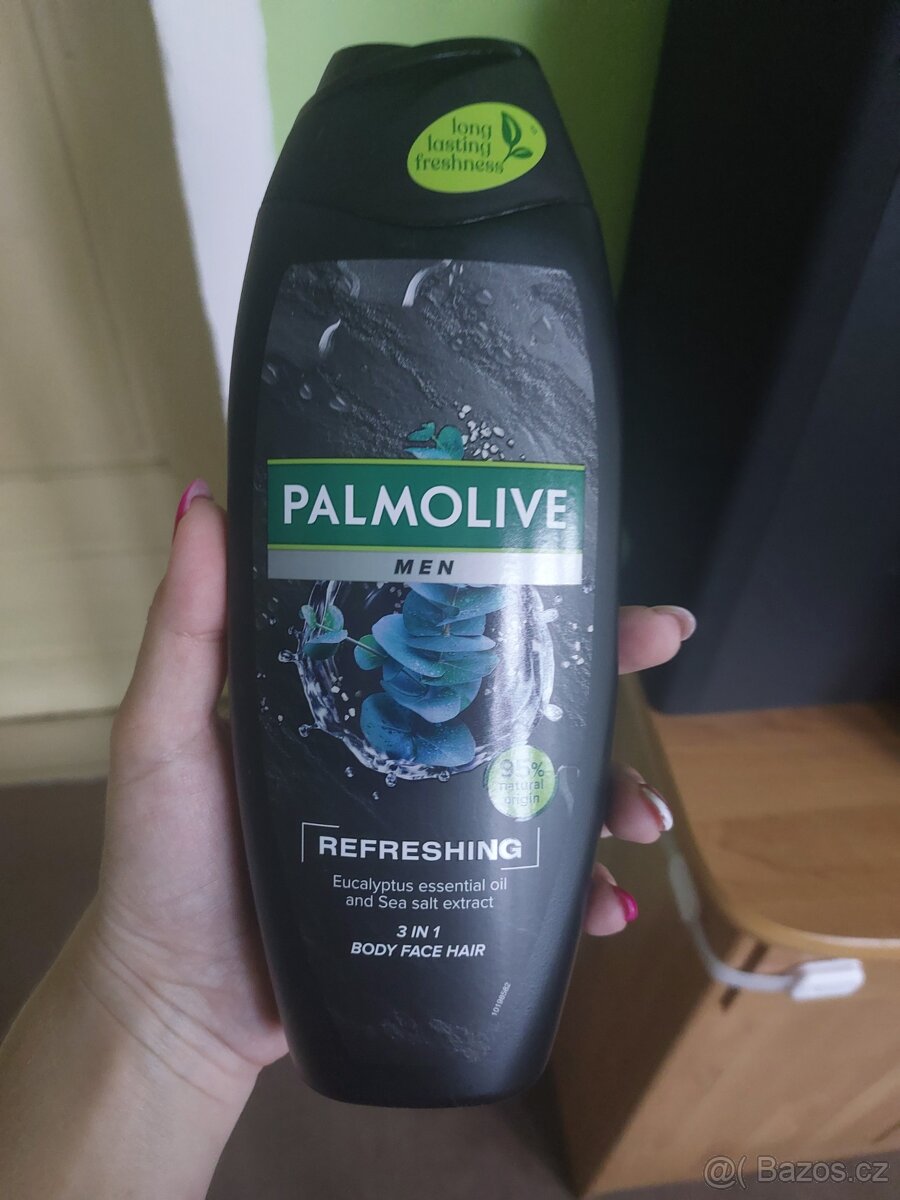 long
lasting
freshness
PALMOLIVE
MEN
95%
natural
origin
REFRESHING
Eucalyptus essential oil
and Sea salt extract
3 IN 1
BODY FACE HAIR
10198582
@( Bazos.cz